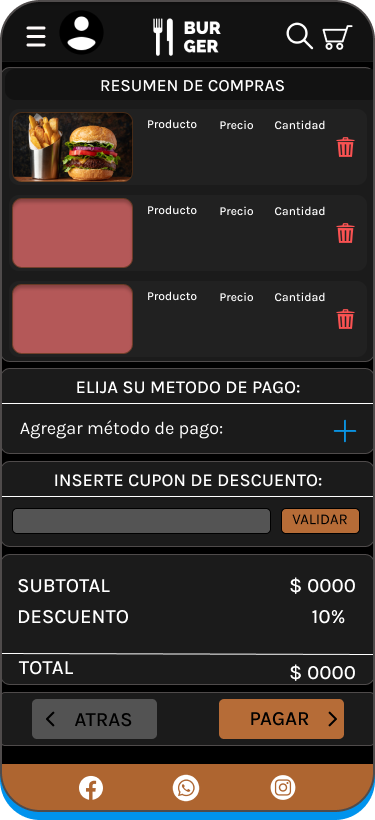 BUR
GER
RESUMEN DE COMPRAS
Producto Precio Cantidad
Producto Precio Cantidad
Producto Precio Cantidad
ELIJA SU METODO DE PAGO:
Agregar método de pago:
INSERTE CUPON DE DESCUENTO:
VALIDAR
SUBTOTAL $ 0000
DESCUENTO 10%
TOTAL $ 0000
ATRAS PAGAR